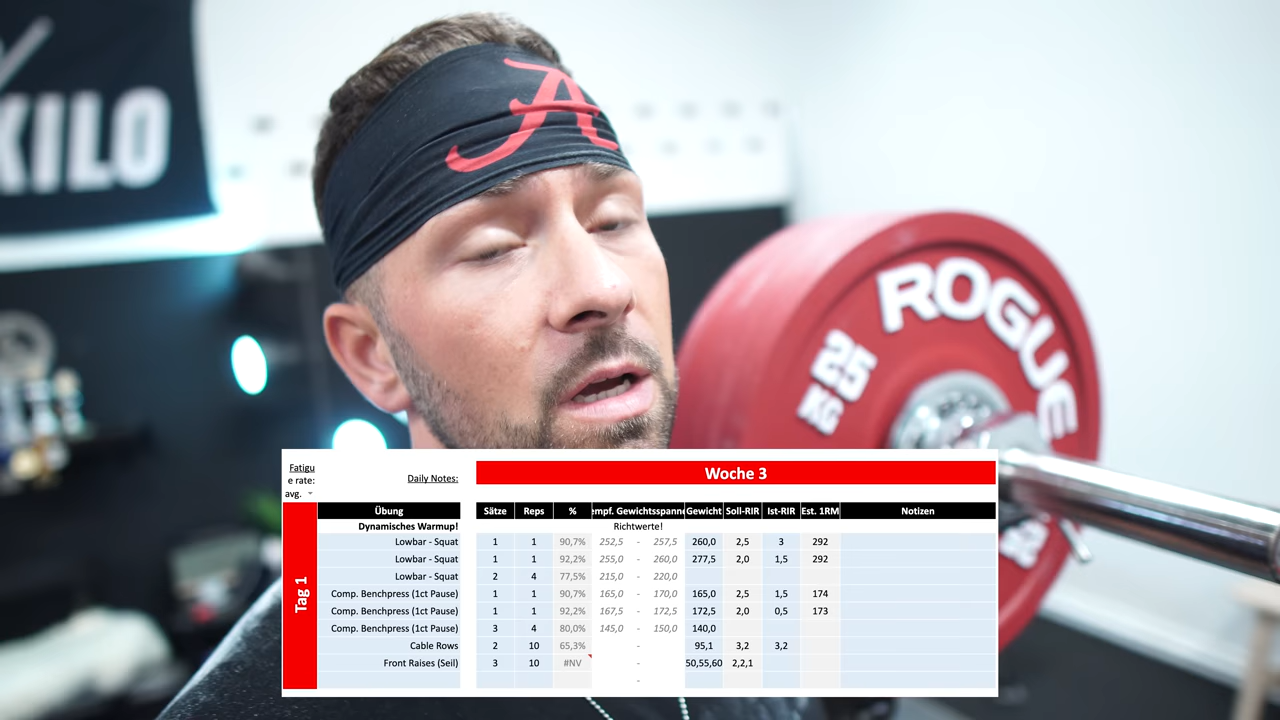 KILO
A
ROGUE
25
KG
Fatigu
e rate:
avg.
Daily Notes:
Woche 3
Übung Sätze Reps % empf. Gewichtsspanne Gewicht Soll-RIR Ist-RIR Est. 1RM Notizen
Dynamisches Warmup! Richtwerte!
Tag 1
Lowbar - Squat 1 1 90,7% 252,5 - 257,5 260,0 2,5 3 292
Lowbar - Squat 1 1 92,2% 255,0 - 260,0 277,5 2,0 1,5 292
Lowbar - Squat 2 4 77,5% 215,0 - 220,0
Comp. Benchpress (1ct Pause) 1 1 90,7% 165,0 - 170,0 165,0 2,5 1,5 174
Comp. Benchpress (1ct Pause) 1 1 92,2% 167,5 - 172,5 172,5 2,0 0,5 173
Comp. Benchpress (1ct Pause) 3 4 80,0% 145,0 - 150,0 140,0
Cable Rows 2 10 65,3% - 95,1 3,2 3,2
Front Raises (Seil) 3 10 #NV - 50,55,60 2,2,1
-